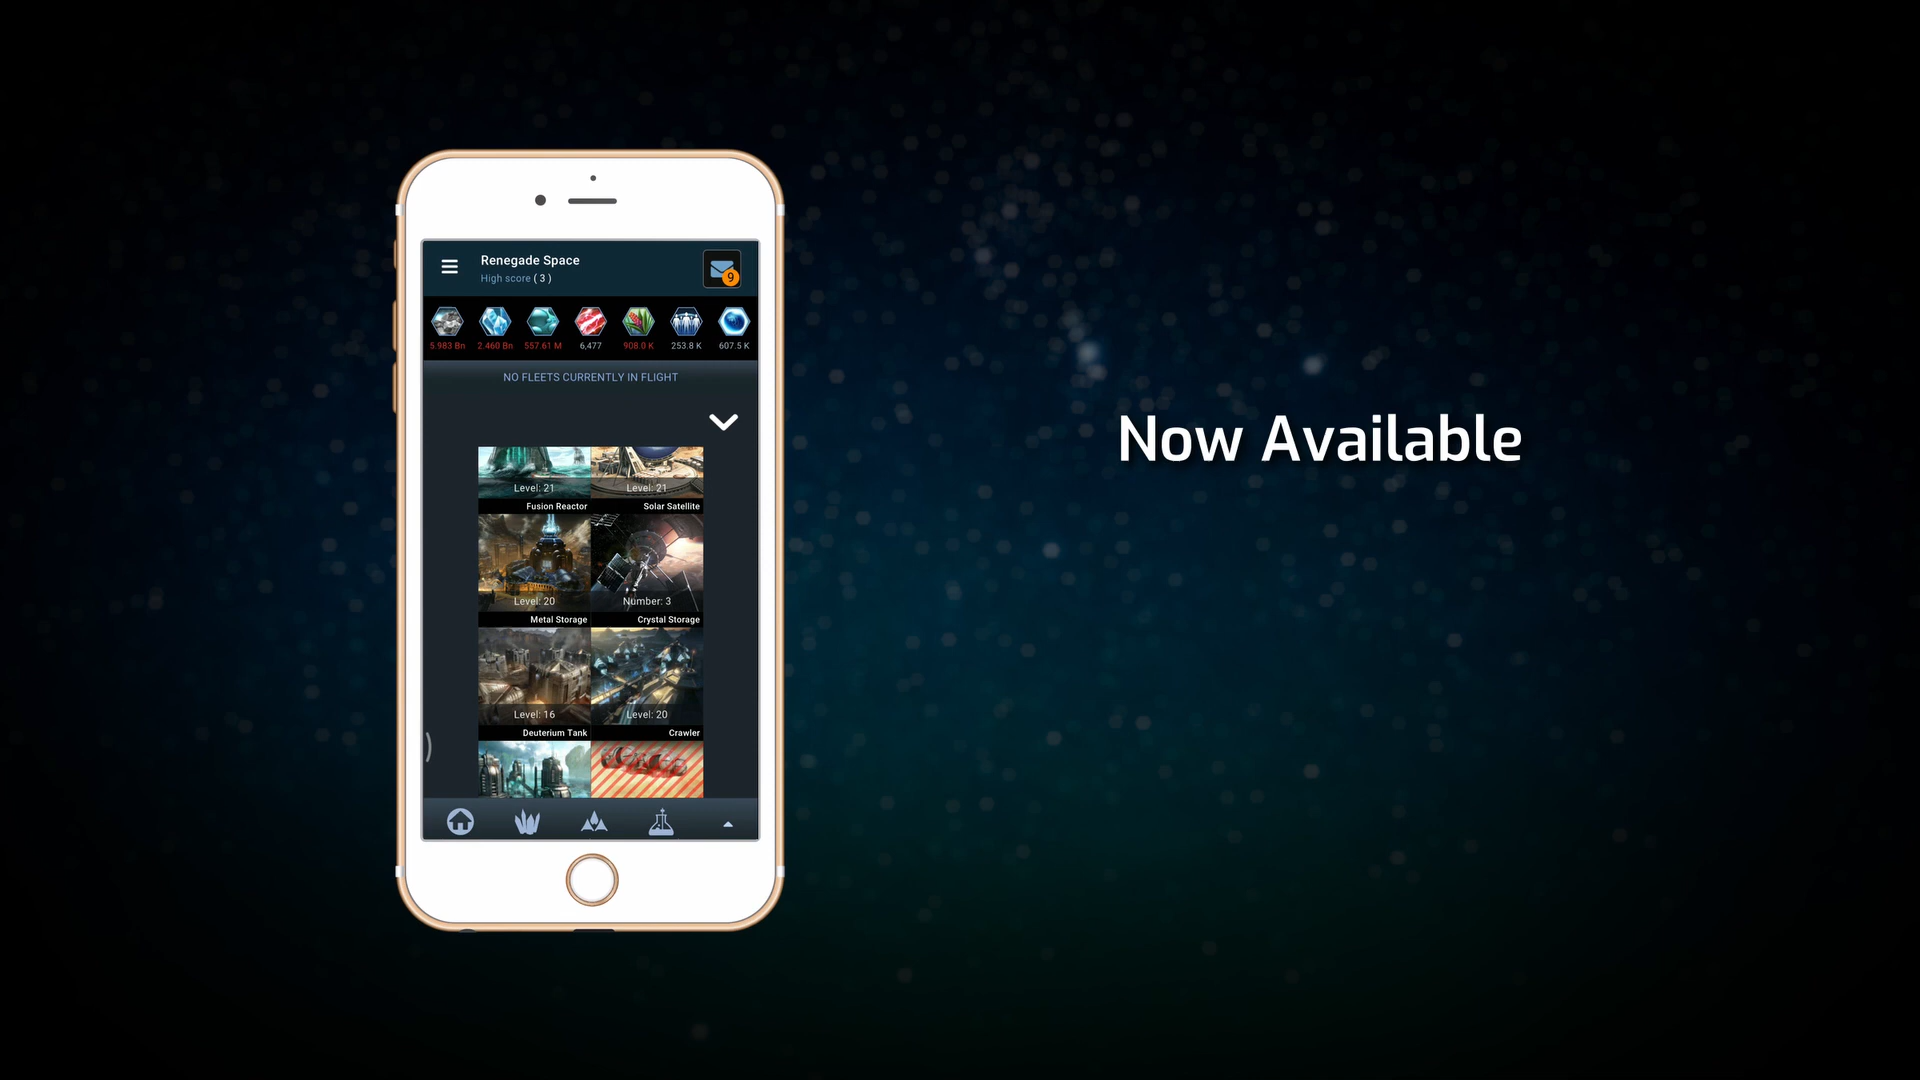 Renegade Space
High score ( 3 )
9
5.983 Bn 2.460 Bn 557.61 M 6,477 908.0 K 253.8 K 607.5 K
NO FLEETS CURRENTLY IN FLIGHT
Level: 21 Level: 21
Fusion Reactor Solar Satellite
Level: 20 Number: 3
Metal Storage Crystal Storage
Level: 16 Level: 20
Deuterium Tank Crawler
Now Available